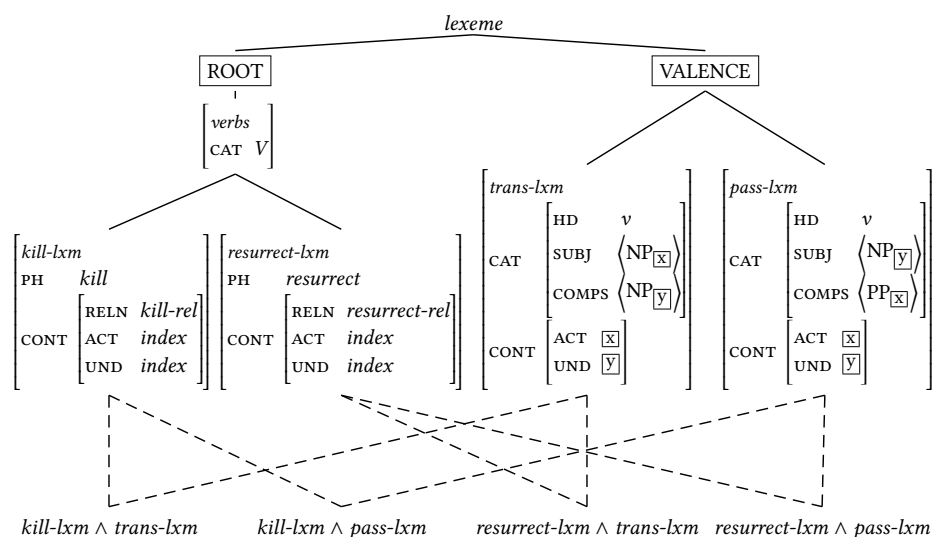 lexeme
ROOT
VALENCE
verbs
CAT V
kill-lxm
PH kill
CONT
RELN kill-rel
ACT index
UND index
resurrect-lxm
PH resurrect
CONT
RELN resurrect-rel
ACT index
UND index
trans-lxm
CAT
HD v
SUBJ ⟨NP x⟩
COMPS ⟨NP y⟩
CONT
ACT x
UND y
pass-lxm
CAT
HD v
SUBJ ⟨NP y⟩
COMPS ⟨PP x⟩
CONT
ACT x
UND y
kill-lxm ∧ trans-lxm
kill-lxm ∧ pass-lxm
resurrect-lxm ∧ trans-lxm
resurrect-lxm ∧ pass-lxm